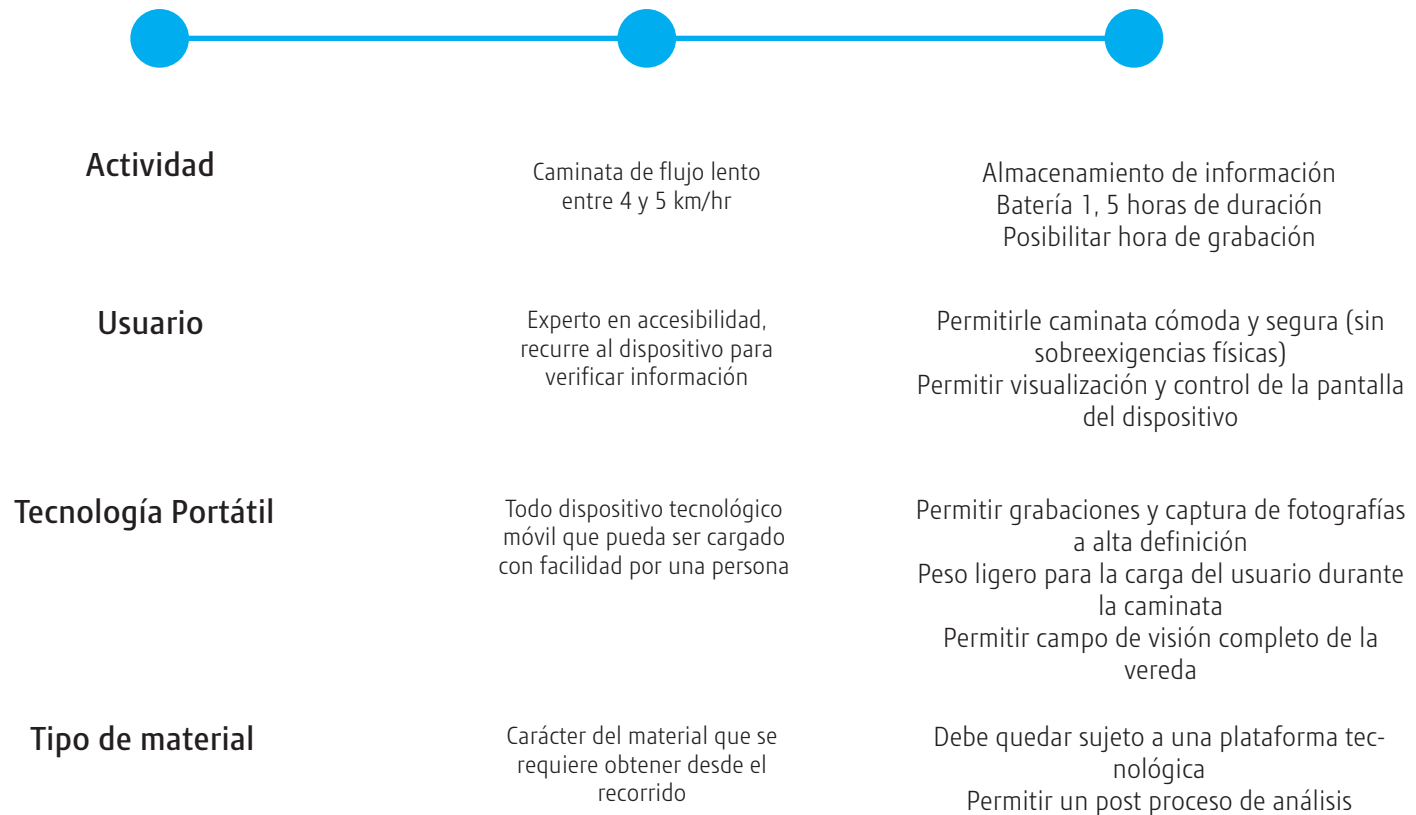 Actividad
Caminata de flujo lento
entre 4 y 5 km/hr
Almacenamiento de información
Batería 1, 5 horas de duración
Posibilitar hora de grabación
Usuario
Experto en accesibilidad,
recurre al dispositivo para
verificar información
Permitirle caminata cómoda y segura (sin
sobreexigencias físicas)
Permitir visualización y control de la pantalla
del dispositivo
Tecnología Portátil
Todo dispositivo tecnológico
móvil que pueda ser cargado
con facilidad por una persona
Permitir grabaciones y captura de fotografías
a alta definición
Peso ligero para la carga del usuario durante
la caminata
Permitir campo de visión completo de la
vereda
Tipo de material
Carácter del material que se
requiere obtener desde el
recorrido
Debe quedar sujeto a una plataforma tec-
nológica
Permitir un post proceso de análisis